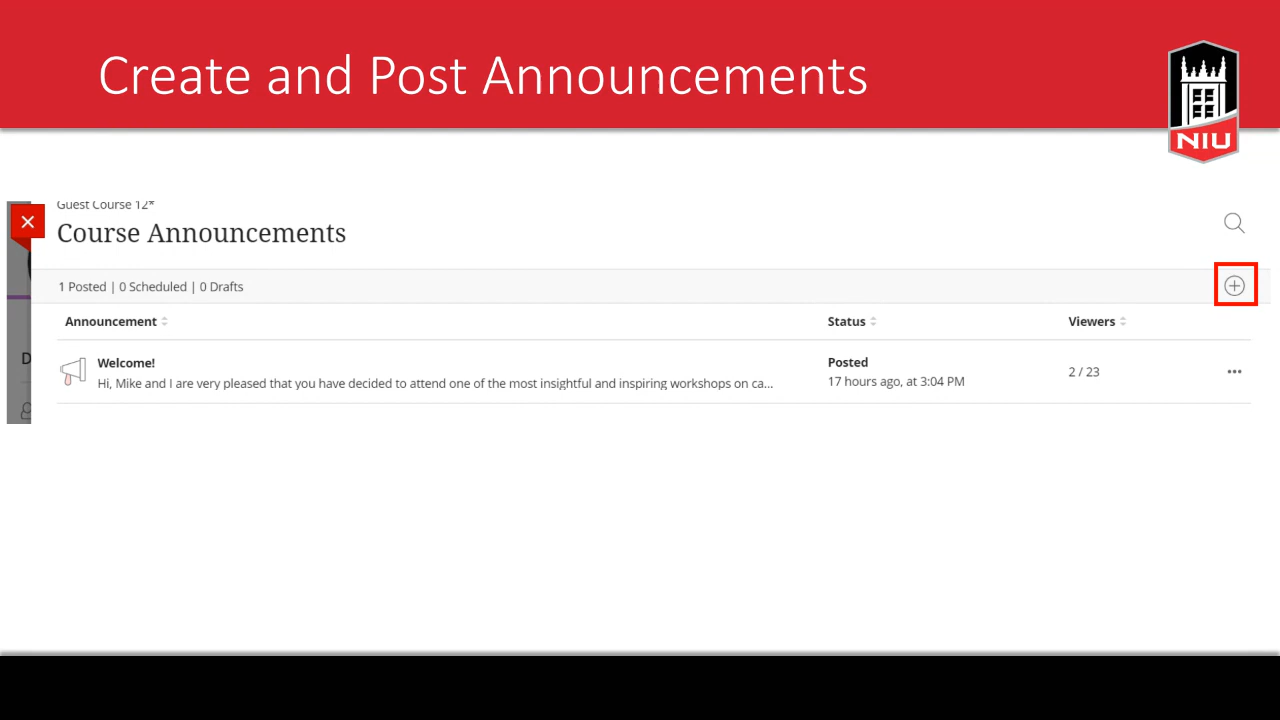 Create and Post Announcements
NIU
Guest Course 12*
Course Announcements
1 Posted | 0 Scheduled | 0 Drafts
Announcement
Status
Viewers
Welcome!
Posted
Hi, Mike and I are very pleased that you have decided to attend one of the most insightful and inspiring workshops on ca...
17 hours ago, at 3:04 PM
2 / 23
D